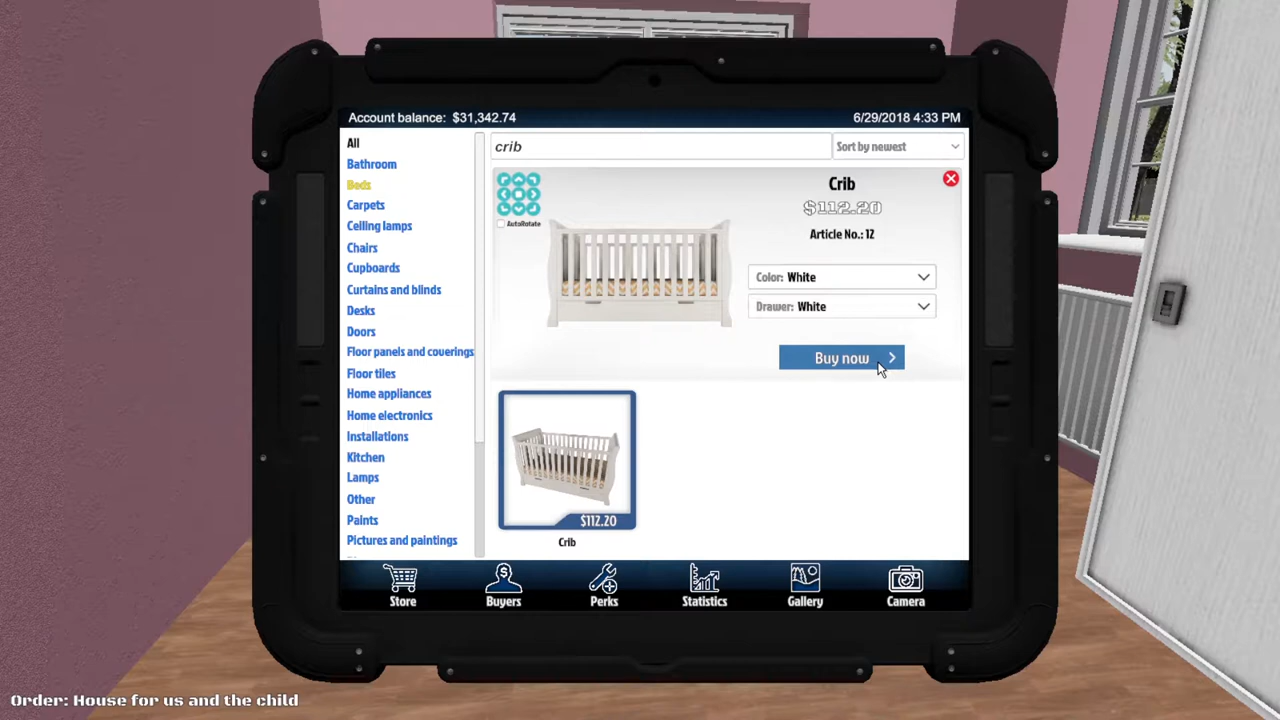 Account balance: $31,342.74
6/29/2018 4:33 PM
crib
Sort by newest
All
Bathroom
Beds
Carpets
Ceiling lamps
Chairs
Cupboards
Curtains and blinds
Desks
Doors
Floor panels and coverings
Floor tiles
Home appliances
Home electronics
Installations
Kitchen
Lamps
Other
Paints
Pictures and paintings
AutoRotate
Crib
$112.20
Article No.: 12
Color: White
Drawer: White
Buy now
$112.20
Crib
Store
Buyers
Perks
Statistics
Gallery
Camera
Order: House for us and the child